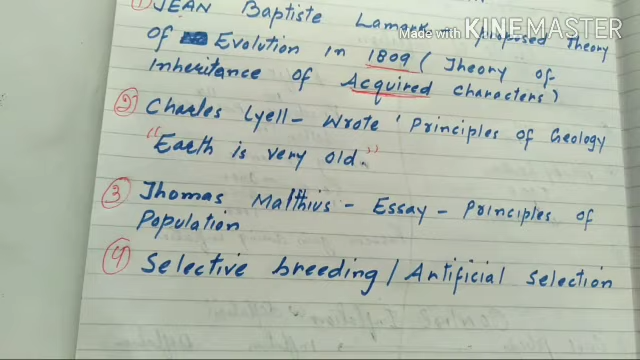 ① JEAN Baptiste Lamark - proposed Theory
Made with KINEMASTER
of Evolution in 1809 (Theory of
inheritance of Acquired characters)
② Charles Lyell - Wrote 'Principles of Geology
"Earth is very old."
③ Thomas Malthius - Essay - Principles of
Population
④ Selective breeding / Artificial selection